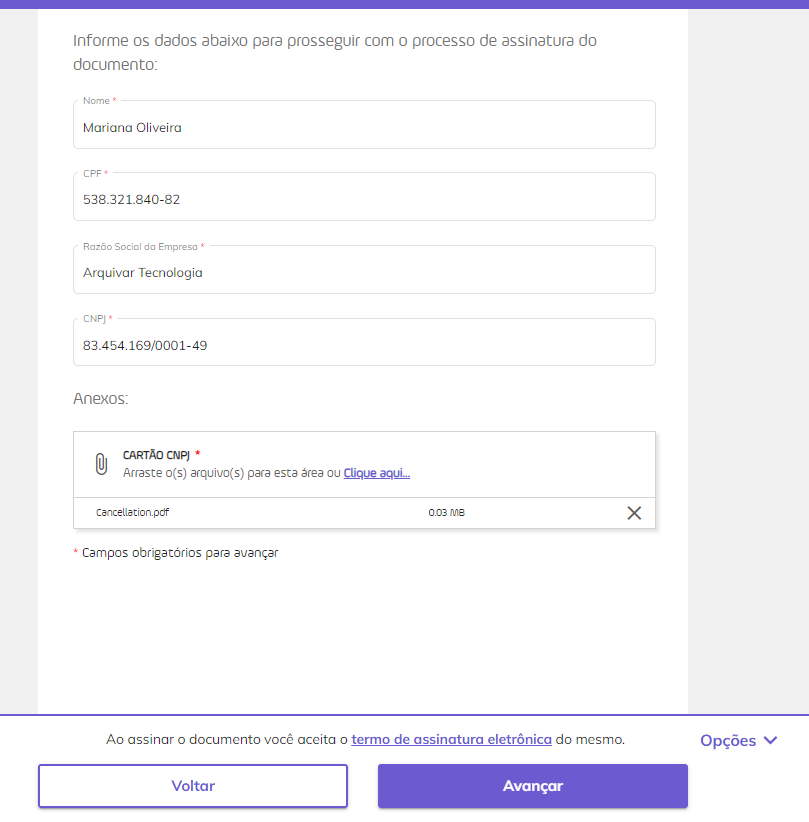 Informe os dados abaixo para prosseguir com o processo de assinatura do
documento:
Nome *
Mariana Oliveira
CPF *
538.321.840-82
Razão Social da Empresa *
Arquivar Tecnologia
CNPJ *
83.454.169/0001-49
Anexos:
CARTÃO CNPJ *
Arraste o(s) arquivo(s) para esta área ou Clique aqui...
Cancellation.pdf 0.03 MB
* Campos obrigatórios para avançar
Ao assinar o documento você aceita o termo de assinatura eletrônica do mesmo.
Opções
Voltar
Avançar